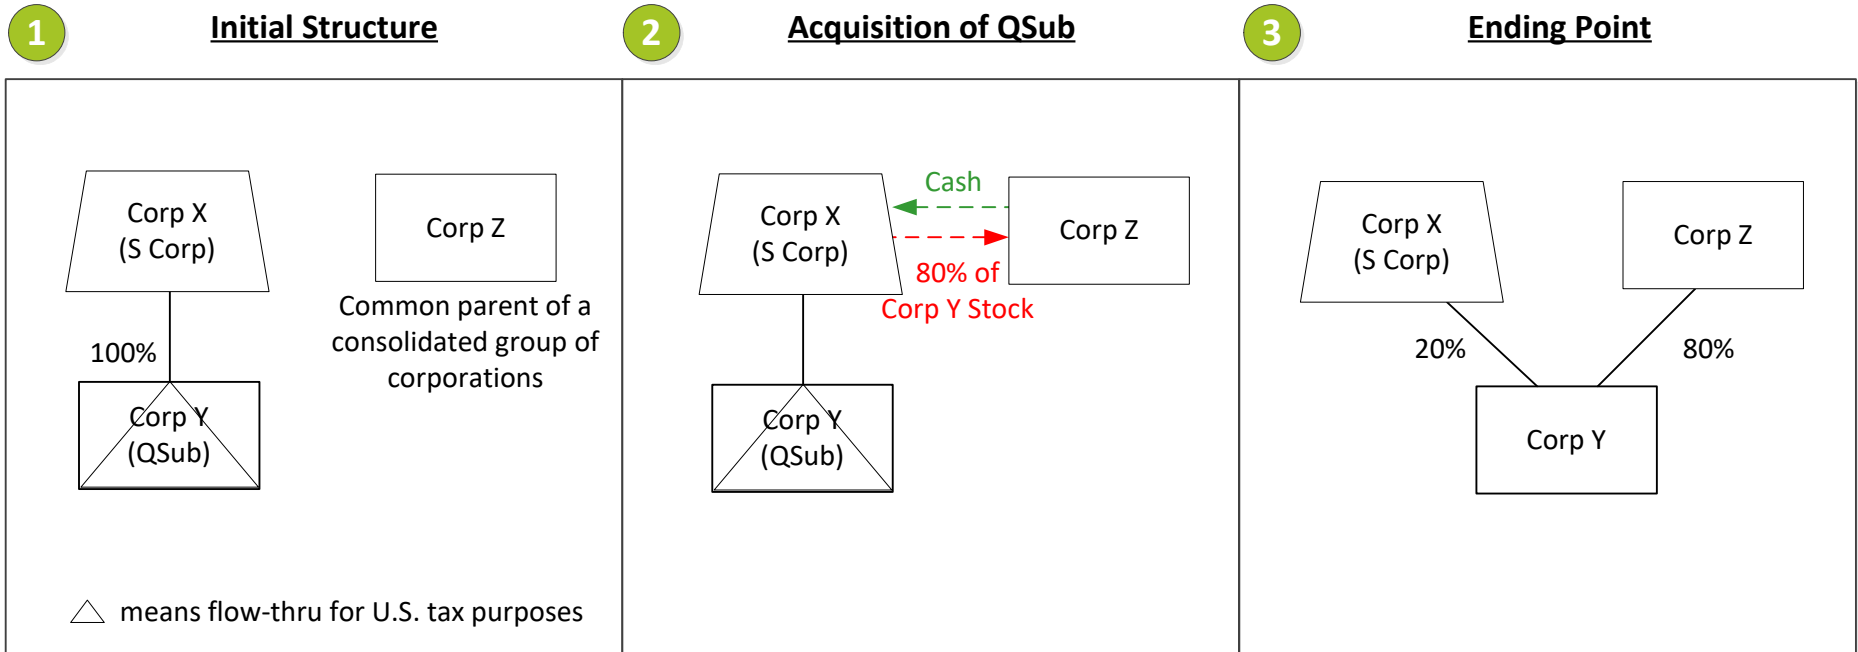 1
Initial Structure
Corp X
(S Corp)
Corp Z
Common parent of a
consolidated group of
corporations
100%
Corp Y
(QSub)
means flow-thru for U.S. tax purposes
2
Acquisition of QSub
Corp X
(S Corp)
Cash
80% of
Corp Y Stock
Corp Z
Corp Y
(QSub)
3
Ending Point
Corp X
(S Corp)
Corp Z
20%
80%
Corp Y